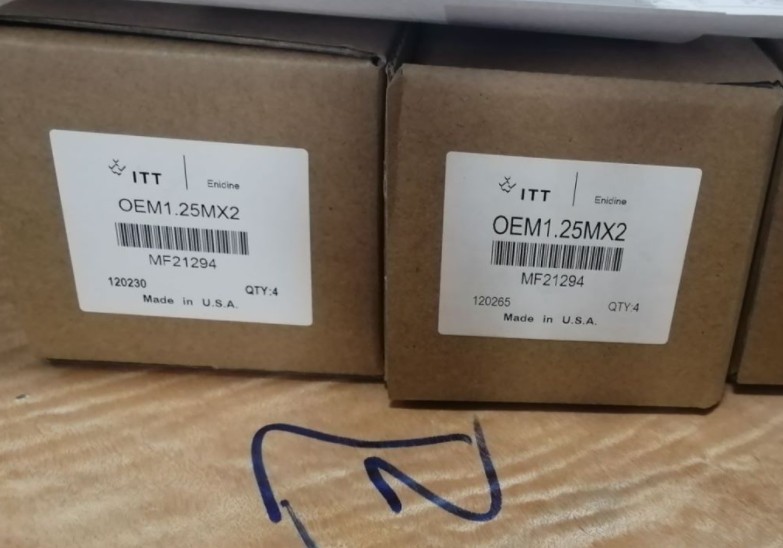 ITT Enidine
OEM1.25MX2
MF21294
120230 QTY:4
Made in U.S.A.
ITT Enidine
OEM1.25MX2
MF21294
120265 QTY:4
Made in U.S.A.